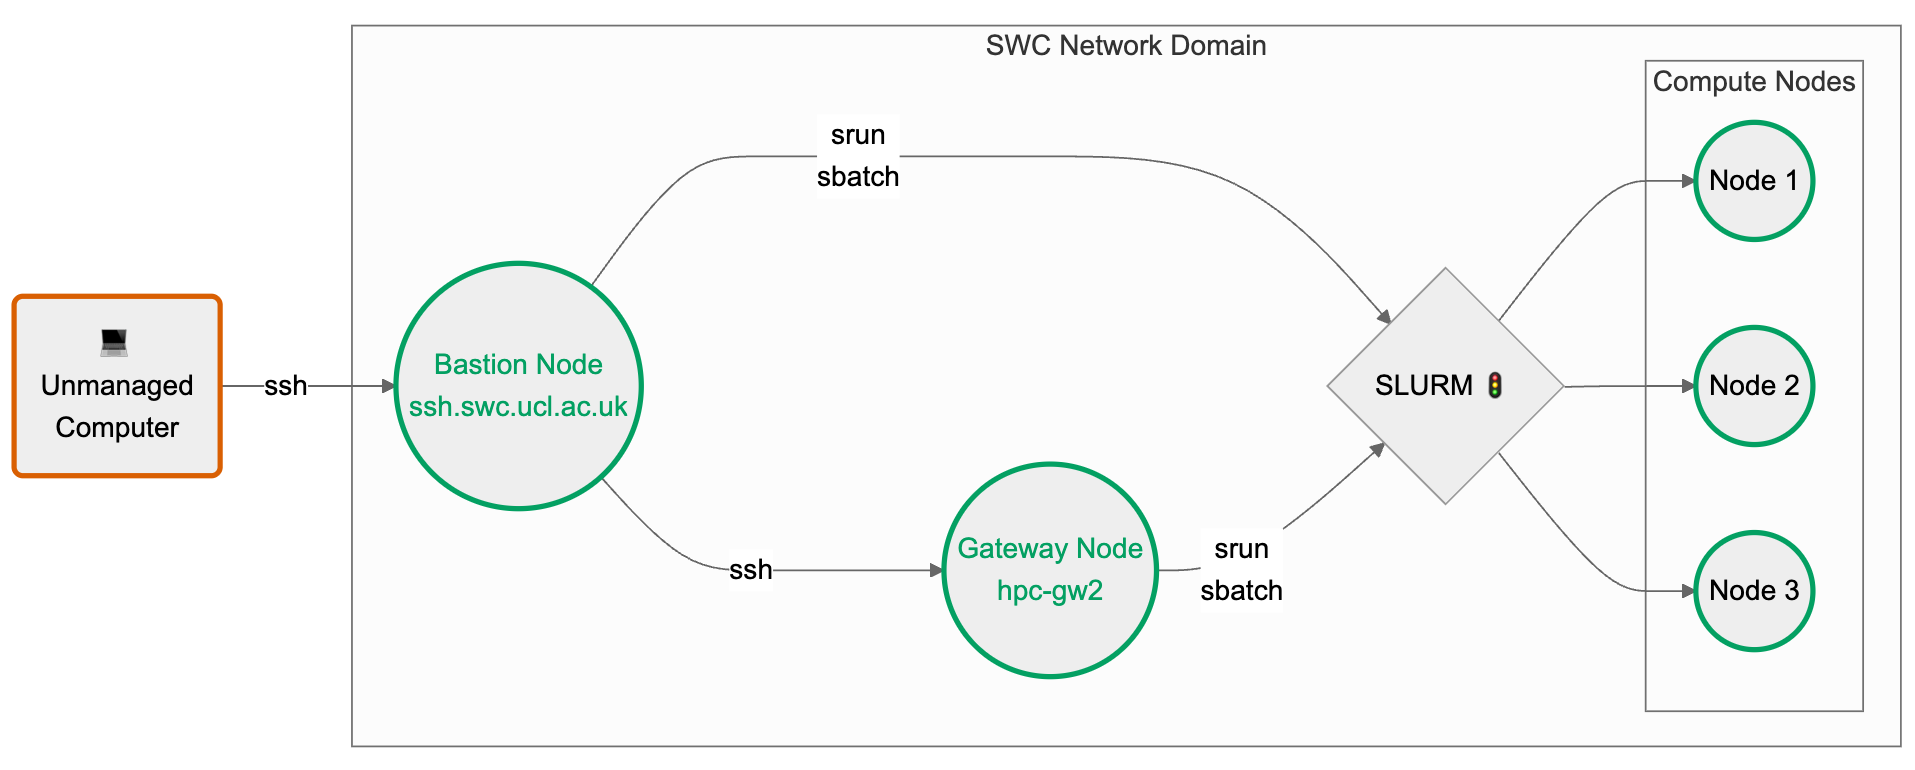 SWC Network Domain
Compute Nodes
srun
sbatch
Node 1
Unmanaged
Computer
ssh
Bastion Node
ssh.swc.ucl.ac.uk
SLURM
Node 2
ssh
Gateway Node
hpc-gw2
srun
sbatch
Node 3